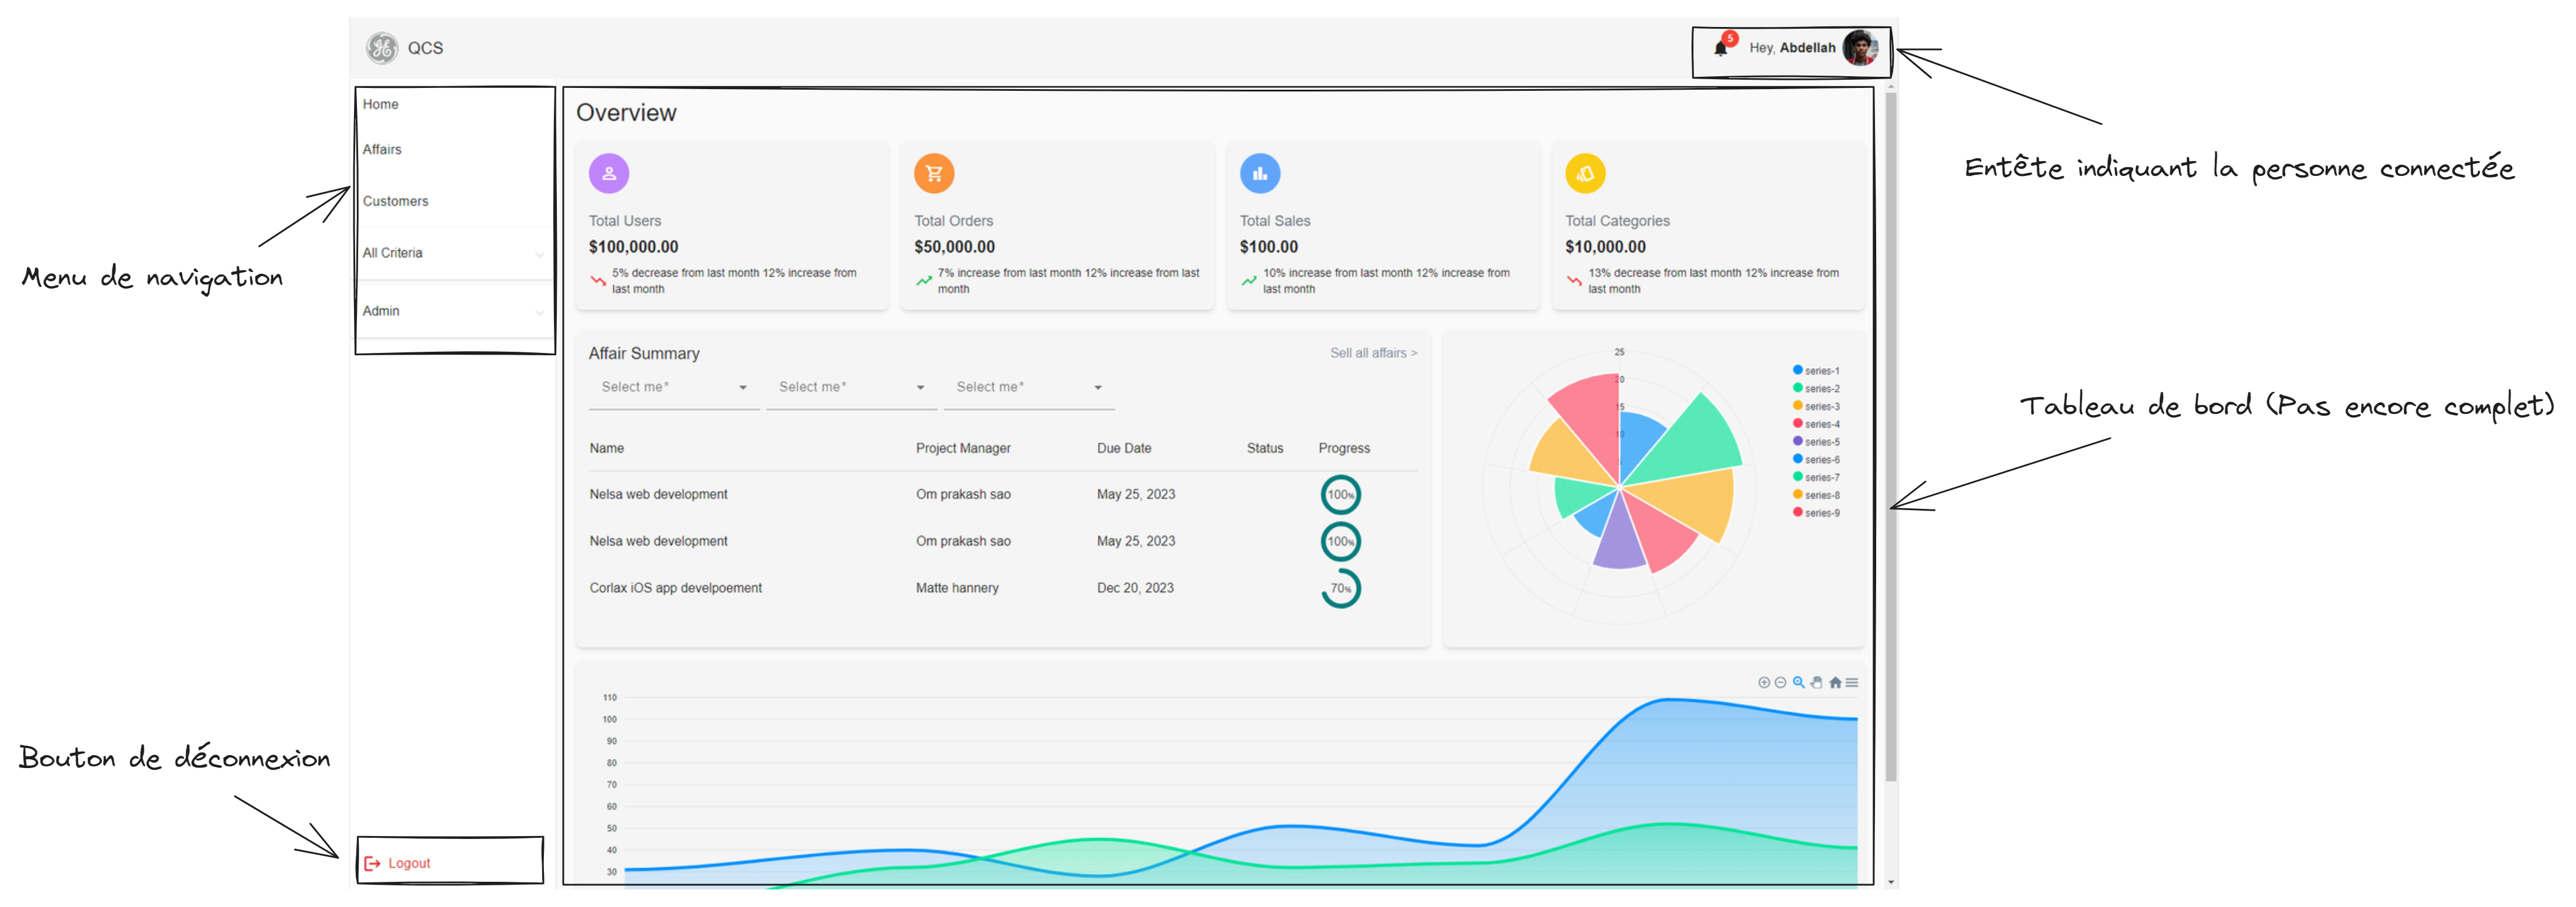 QCS
5
Hey, Abdellah
Home
Affairs
Customers
All Criteria
Admin
Logout
Menu de navigation
Bouton de déconnexion
Entête indiquant la personne connectée
Tableau de bord (Pas encore complet)
Overview
Total Users
$100,000.00
5% decrease from last month 12% increase from
last month
Total Orders
$50,000.00
7% increase from last month 12% increase from last
month
Total Sales
$100.00
10% increase from last month 12% increase from
last month
Total Categories
$10,000.00
13% decrease from last month 12% increase from
last month
Affair Summary
Sell all affairs >
Select me* Select me* Select me*
Name Project Manager Due Date Status Progress
Nelsa web development Om prakash sao May 25, 2023 100%
Nelsa web development Om prakash sao May 25, 2023 100%
Corlax iOS app develpoement Matte hannery Dec 20, 2023 70%
25
20
15
10
series-1
series-2
series-3
series-4
series-5
series-6
series-7
series-8
series-9
110
100
90
80
70
60
50
40
30